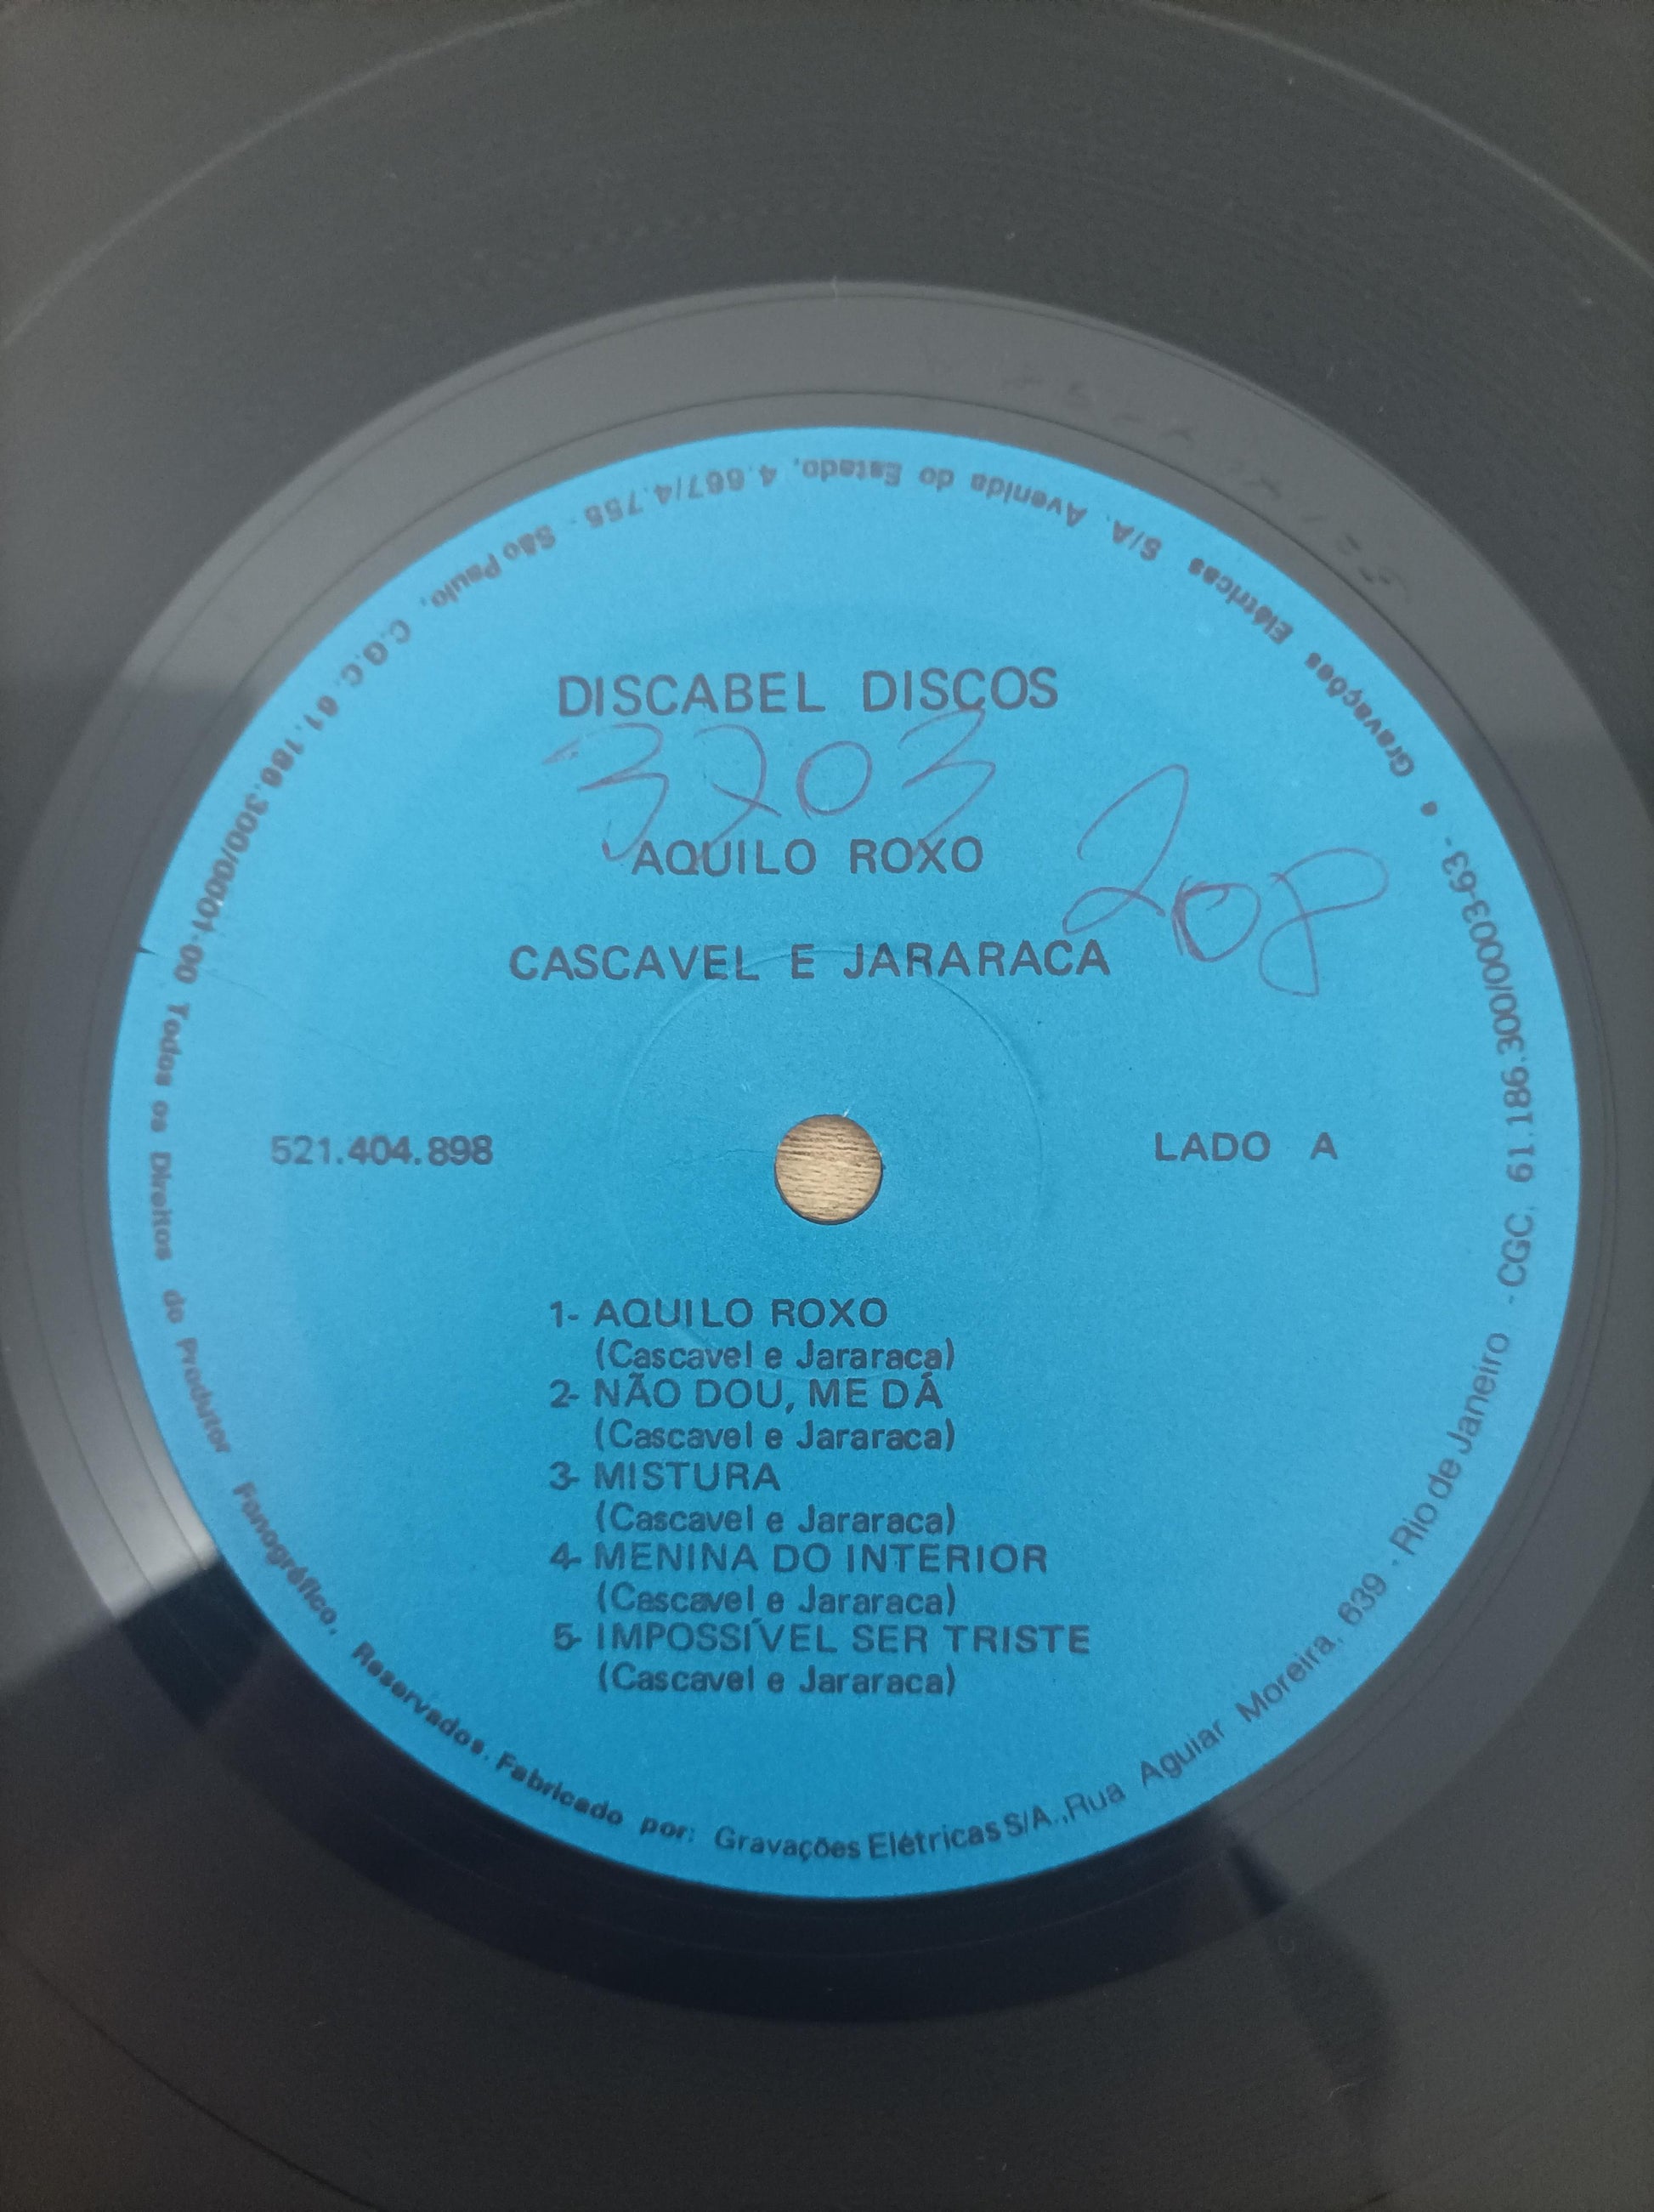 DISCABEL DISCOS
3203
AQUILO ROXO
208
CASCAVEL E JARARACA
521.404.898
LADO A
1- AQUILO ROXO
(Cascavel e Jararaca)
2- NÃO DOU, ME DÁ
(Cascavel e Jararaca)
3- MISTURA
(Cascavel e Jararaca)
4- MENINA DO INTERIOR
(Cascavel e Jararaca)
5- IMPOSSÍVEL SER TRISTE
(Cascavel e Jararaca)
Todos os Direitos do Produtor Fonográfico. Reservados. Fabricado por: Gravações Elétricas S/A.,Rua Aguiar Moreira, 639 - Rio de Janeiro - CGC, 61.186.300/0003-63- e Gravações Elétricas S/A. Avenida do Estado, 4.667/4.755 - São Paulo, C.G.C. 61.186.300/0001-00